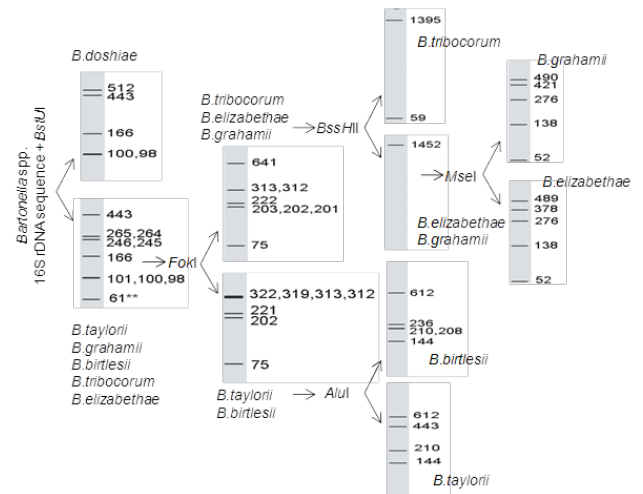 Bartonella spp.
16S rDNA sequence + BstUI
B.doshiae
512
443
166
100,98
443
265,264
246,245
166
101,100,98
61**
B.taylorii
B.grahamii
B.birtlesii
B.tribocorum
B.elizabethae
FokI
B.tribocorum
B.elizabethae
B.grahamii
641
313,312
222
203,202,201
75
322,319,313,312
221
202
75
B.taylorii
B.birtlesii
BssHII
1395
B.tribocorum
59
1452
B.elizabethae
B.grahamii
MseI
B.grahamii
490
421
276
138
52
B.elizabethae
489
378
276
138
52
AluI
612
236
210,208
144
B.birtlesii
612
443
210
144
B.taylorii